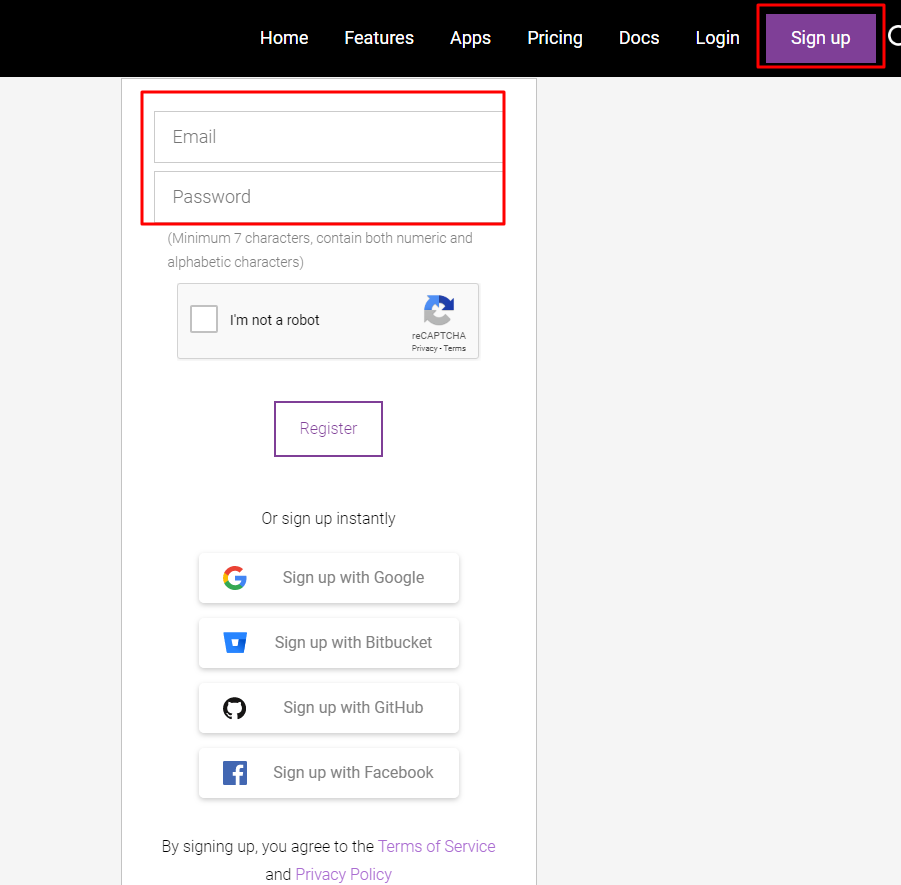 Home Features Apps Pricing Docs Login Sign up
Email
Password
(Minimum 7 characters, contain both numeric and
alphabetic characters)
I'm not a robot
reCAPTCHA
Privacy - Terms
Register
Or sign up instantly
Sign up with Google
Sign up with Bitbucket
Sign up with GitHub
Sign up with Facebook
By signing up, you agree to the Terms of Service
and Privacy Policy